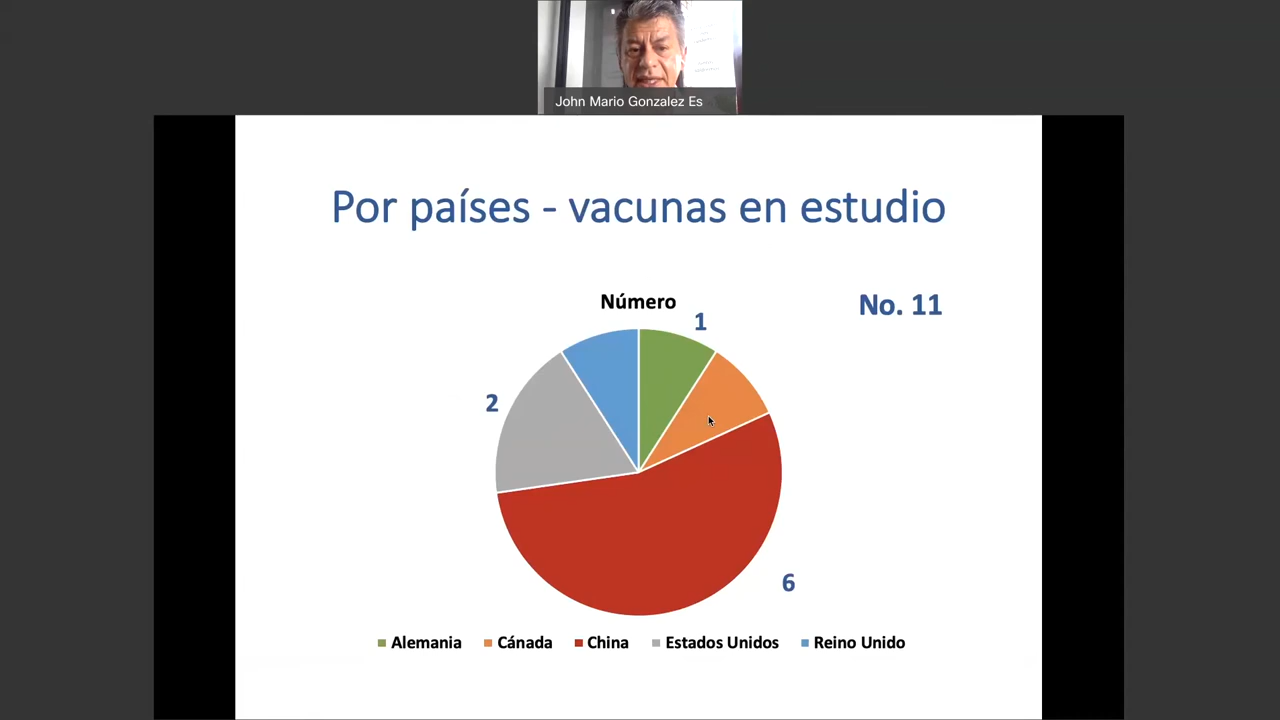 John Mario Gonzalez Es
Por países - vacunas en estudio
Número
No. 11
1
2
6
Alemania Cánada China Estados Unidos Reino Unido